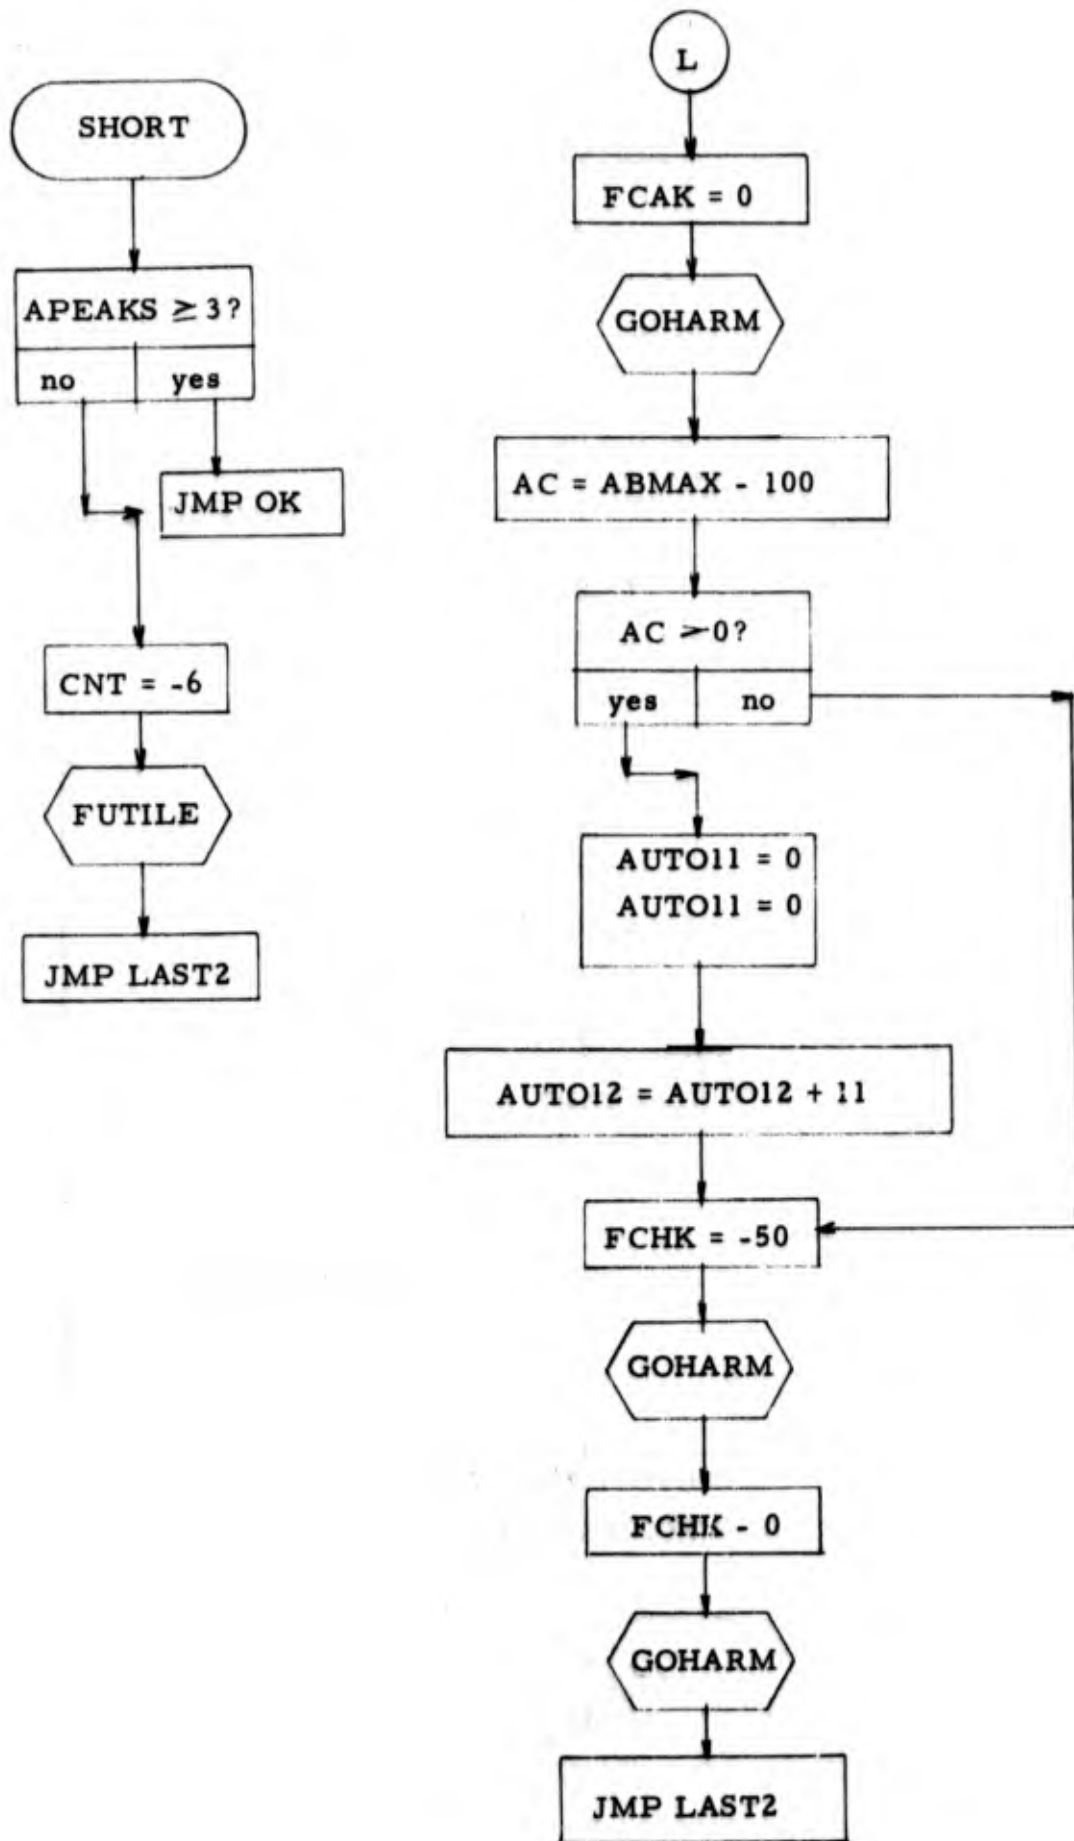 SHORT
APEAKS ≥ 3?
no yes
JMP OK
CNT = -6
FUTILE
JMP LAST2
L
FCAK = 0
GOHARM
AC = ABMAX - 100
AC > 0?
yes no
AUTO11 = 0
AUTO11 = 0
AUTO12 = AUTO12 + 11
FCHK = -50
GOHARM
FCHK - 0
GOHARM
JMP LAST2